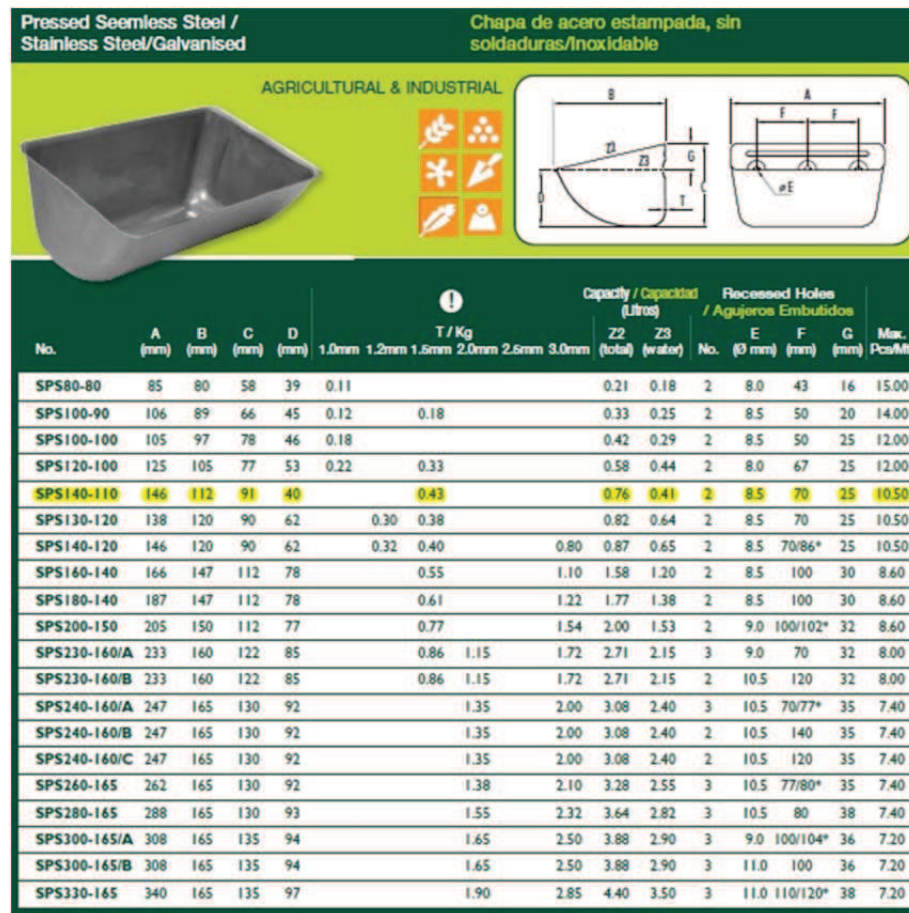 Pressed Seemless Steel /
Stainless Steel/Galvanised
Chapa de acero estampada, sin
soldaduras/Inoxidable
AGRICULTURAL & INDUSTRIAL
B
A
F F
Z3
Z3
G
C
D
T
øE
!
Capacity / Capacidad
(Litros)
Recessed Holes
/ Agujeros Embutidos
No. A (mm) B (mm) C (mm) D (mm) T / Kg 1.0mm 1.2mm 1.5mm 2.0mm 2.5mm 3.0mm Z2 (total) Z3 (water) No. E (Ø mm) F (mm) G (mm) Max. Pcs/Mt
SPS80-80 85 80 58 39 0.11 0.21 0.18 2 8.0 43 16 15.00
SPS100-90 106 89 66 45 0.12 0.18 0.33 0.25 2 8.5 50 20 14.00
SPS100-100 105 97 78 46 0.18 0.42 0.29 2 8.5 50 25 12.00
SPS120-100 125 105 77 53 0.22 0.33 0.58 0.44 2 8.0 67 25 12.00
SPS140-110 146 112 91 40 0.43 0.76 0.41 2 8.5 70 25 10.50
SPS130-120 138 120 90 62 0.30 0.38 0.82 0.64 2 8.5 70 25 10.50
SPS140-120 146 120 90 62 0.32 0.40 0.80 0.87 0.65 2 8.5 70/86* 25 10.50
SPS160-140 166 147 112 78 0.55 1.10 1.58 1.20 2 8.5 100 30 8.60
SPS180-140 187 147 112 78 0.61 1.22 1.77 1.38 2 8.5 100 30 8.60
SPS200-150 205 150 112 77 0.77 1.54 2.00 1.53 2 9.0 100/102* 32 8.60
SPS230-160/A 233 160 122 85 0.86 1.15 1.72 2.71 2.15 3 9.0 70 32 8.00
SPS230-160/B 233 160 122 85 0.86 1.15 1.72 2.71 2.15 2 10.5 120 32 8.00
SPS240-160/A 247 165 130 92 1.35 2.00 3.08 2.40 3 10.5 70/77* 35 7.40
SPS240-160/B 247 165 130 92 1.35 2.00 3.08 2.40 2 10.5 140 35 7.40
SPS240-160/C 247 165 130 92 1.35 2.00 3.08 2.40 2 10.5 120 35 7.40
SPS260-165 262 165 130 92 1.38 2.10 3.28 2.55 3 10.5 77/80* 35 7.40
SPS280-165 288 165 130 93 1.55 2.32 3.64 2.82 3 10.5 80 38 7.40
SPS300-165/A 308 165 135 94 1.65 2.50 3.88 2.90 3 9.0 100/104* 36 7.20
SPS300-165/B 308 165 135 94 1.65 2.50 3.88 2.90 3 11.0 100 36 7.20
SPS330-165 340 165 135 97 1.90 2.85 4.40 3.50 3 11.0 110/120* 38 7.20